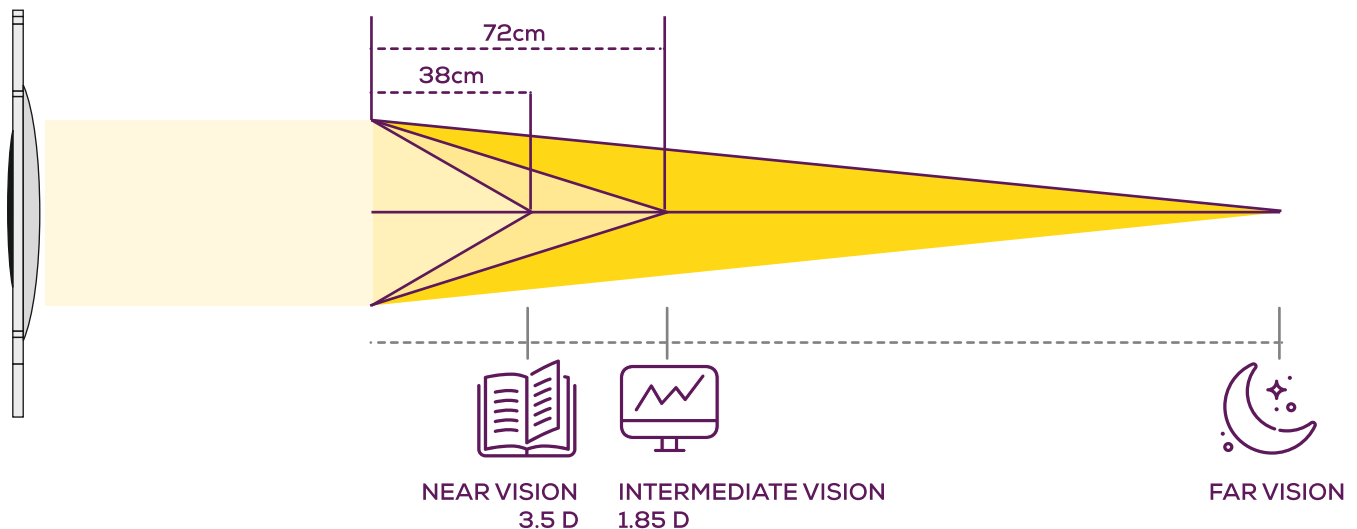 72cm
38cm
NEAR VISION
3.5 D
INTERMEDIATE VISION
1.85 D
FAR VISION